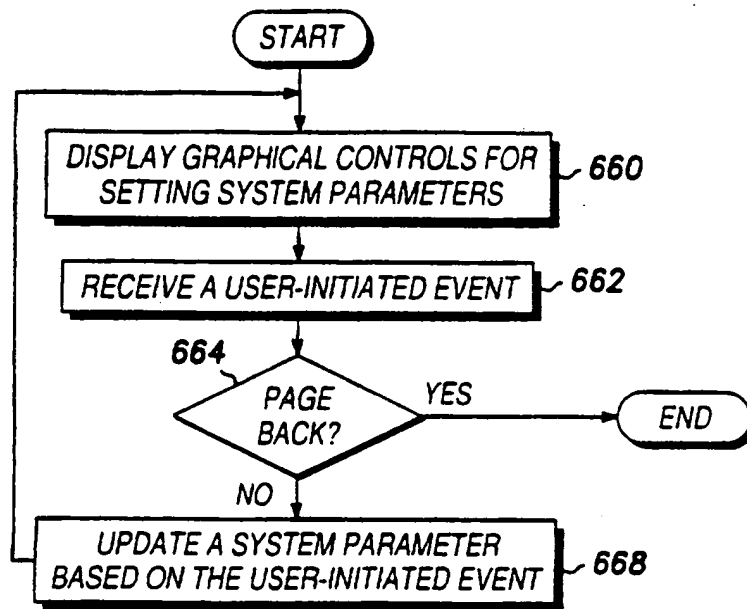 START
DISPLAY GRAPHICAL CONTROLS FOR
SETTING SYSTEM PARAMETERS
660
RECEIVE A USER-INITIATED EVENT
662
664
PAGE
BACK?
YES
END
NO
UPDATE A SYSTEM PARAMETER
BASED ON THE USER-INITIATED EVENT
668